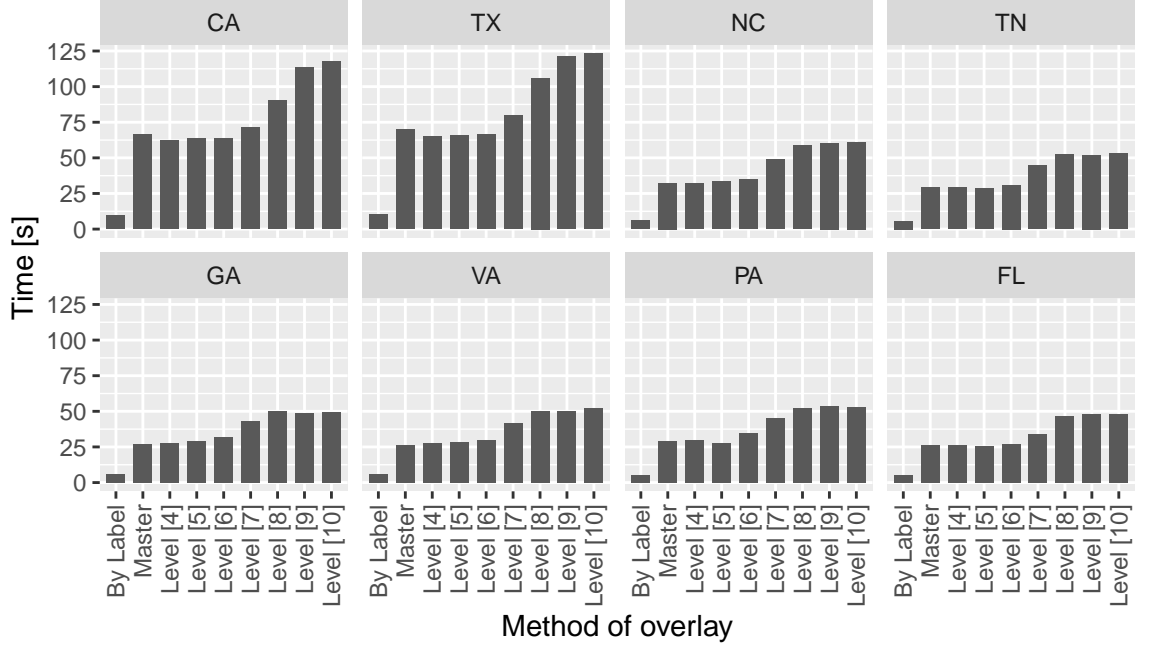 CA TX NC TN
125
100
75
50
25
0
GA VA PA FL
125
100
75
50
25
0
Time [s]
By Label Master Level [4] Level [5] Level [6] Level [7] Level [8] Level [9] Level [10] By Label Master Level [4] Level [5] Level [6] Level [7] Level [8] Level [9] Level [10] By Label Master Level [4] Level [5] Level [6] Level [7] Level [8] Level [9] Level [10] By Label Master Level [4] Level [5] Level [6] Level [7] Level [8] Level [9] Level [10]
Method of overlay